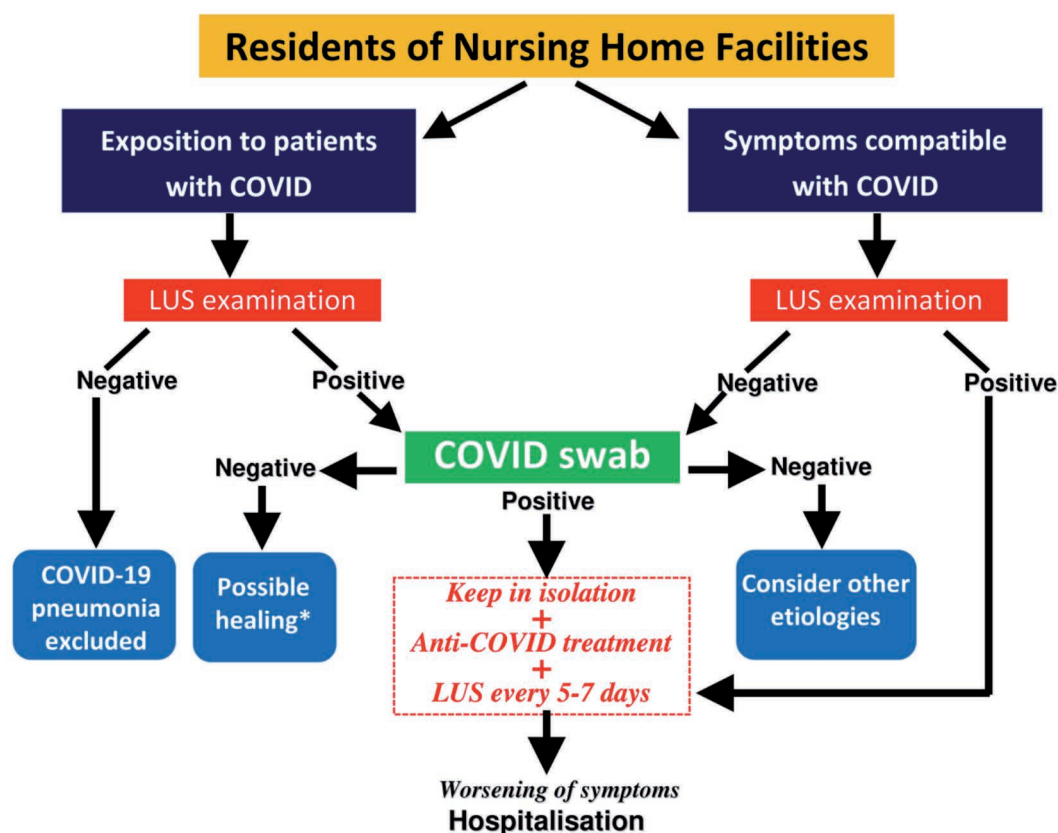 Residents of Nursing Home Facilities
Exposition to patients
with COVID
Symptoms compatible
with COVID
LUS examination
LUS examination
Negative
Positive
Negative
Positive
COVID swab
Negative
Positive
Negative
COVID-19
pneumonia
excluded
Possible
healing*
Keep in isolation
+
Anti-COVID treatment
+
LUS every 5-7 days
Consider other
etiologies
Worsening of symptoms
Hospitalisation